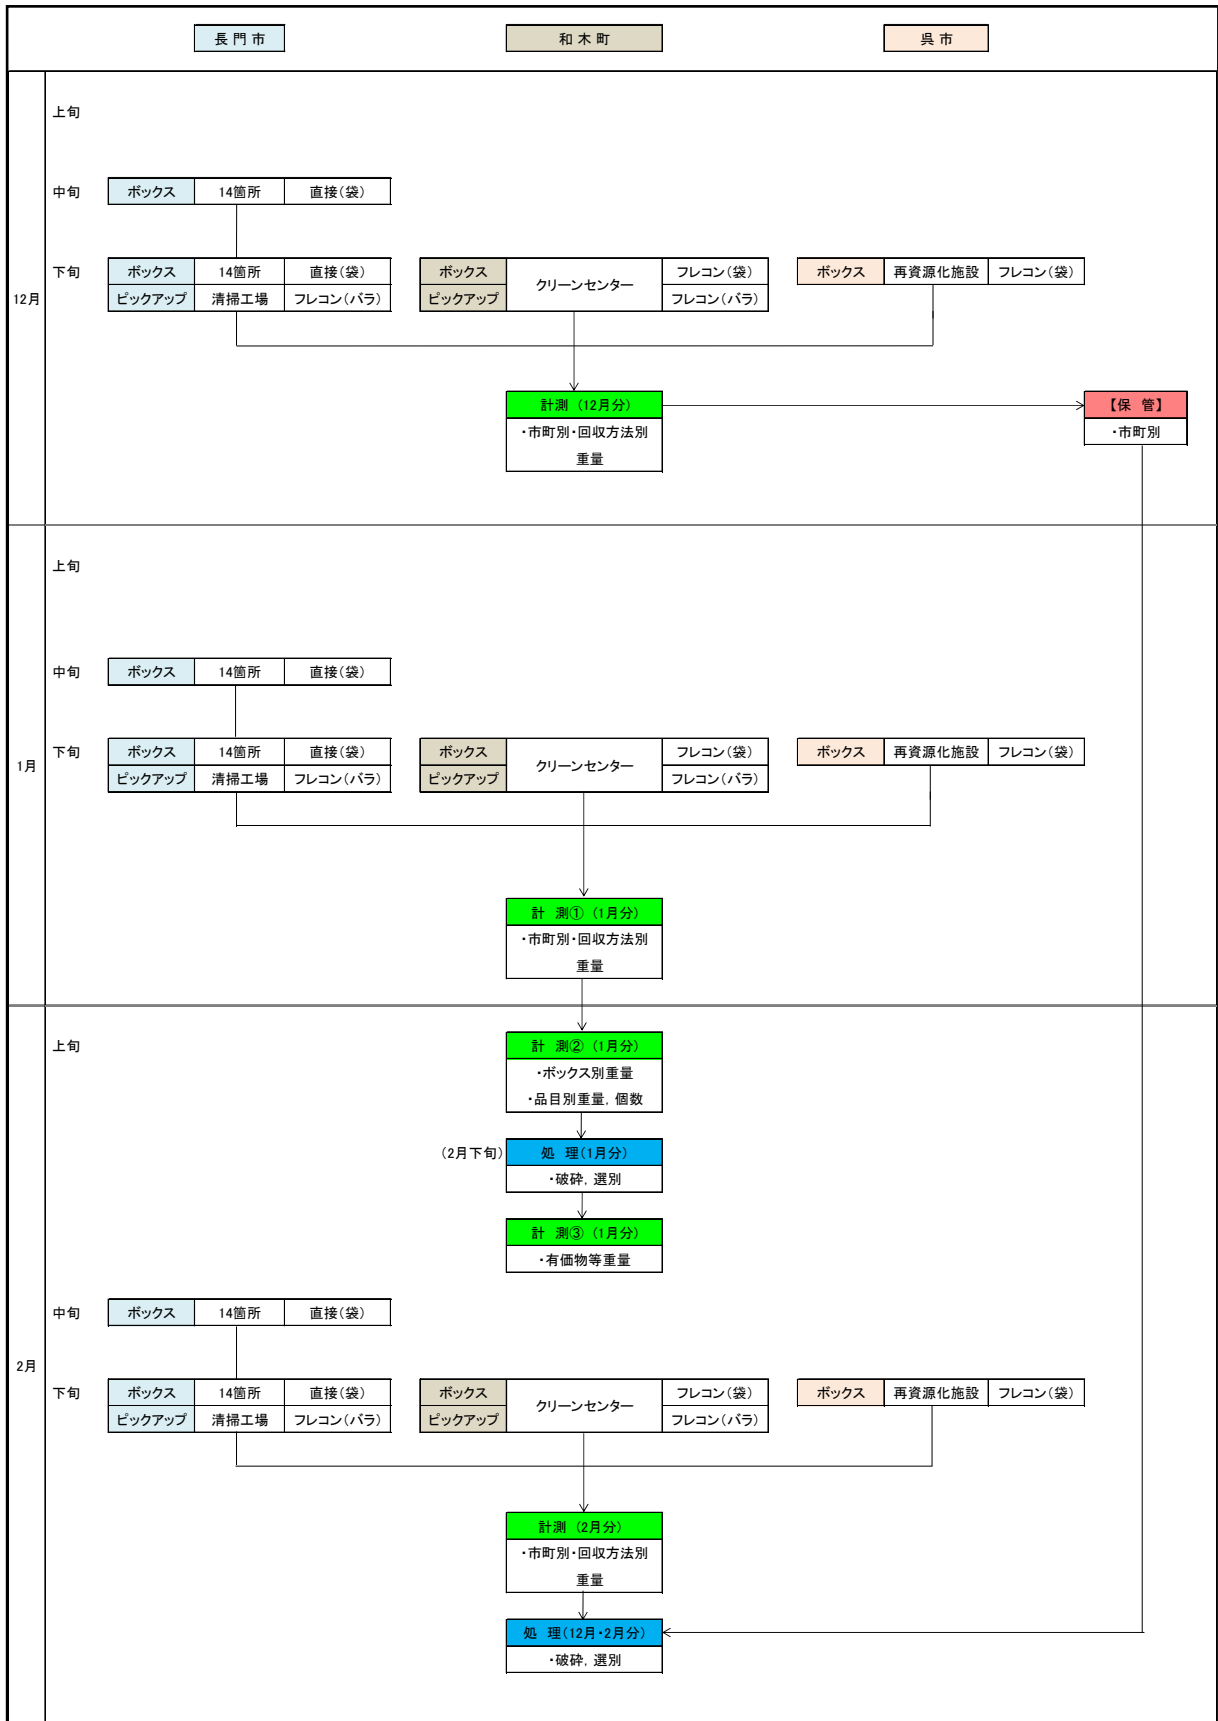 長門市 和木町 呉市
12月
上旬
中旬 ボックス 14箇所 直接(袋)
下旬 ボックス 14箇所 直接(袋) ボックス クリーンセンター フレコン(袋) ボックス 再資源化施設 フレコン(袋)
ピックアップ 清掃工場 フレコン(バラ) ピックアップ フレコン(バラ)
計測 (12月分) 【保 管】
・市町別・回収方法別 ・市町別
重量
1月
上旬
中旬 ボックス 14箇所 直接(袋)
下旬 ボックス 14箇所 直接(袋) ボックス クリーンセンター フレコン(袋) ボックス 再資源化施設 フレコン(袋)
ピックアップ 清掃工場 フレコン(バラ) ピックアップ フレコン(バラ)
計 測① (1月分)
・市町別・回収方法別
重量
2月
上旬 計 測② (1月分)
・ボックス別重量
・品目別重量, 個数
(2月下旬) 処 理(1月分)
・破砕, 選別
計 測③ (1月分)
・有価物等重量
中旬 ボックス 14箇所 直接(袋)
下旬 ボックス 14箇所 直接(袋) ボックス クリーンセンター フレコン(袋) ボックス 再資源化施設 フレコン(袋)
ピックアップ 清掃工場 フレコン(バラ) ピックアップ フレコン(バラ)
計測 (2月分)
・市町別・回収方法別
重量
処 理(12月・2月分)
・破砕, 選別